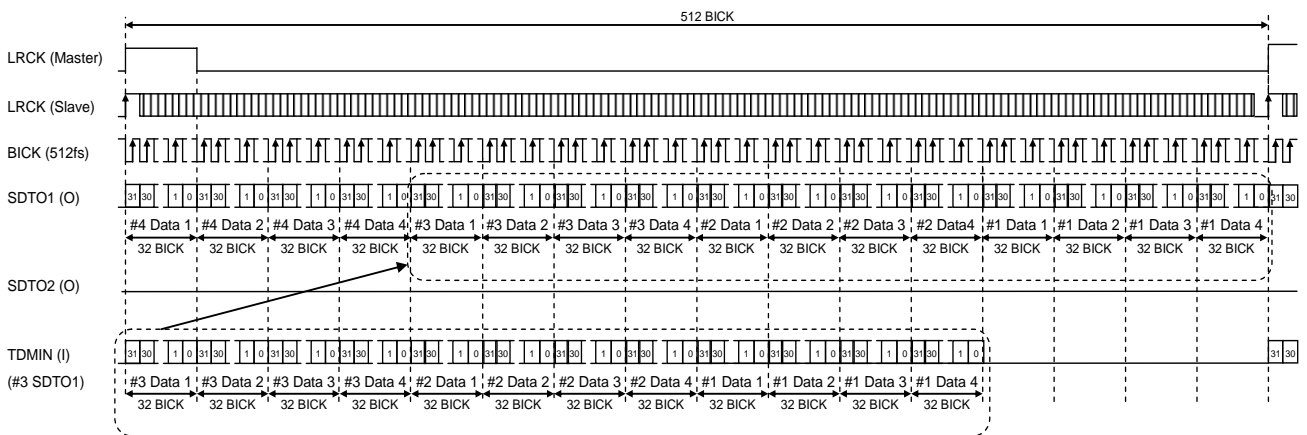 512 BICK
LRCK (Master)
LRCK (Slave)
BICK (512fs)
SDTO1 (O)
31 30 1 0 31 30 1 0 31 30 1 0 31 30 1 0 31 30 1 0 31 30 1 0 31 30 1 0 31 30 1 0 31 30 1 0 31 30 1 0 31 30 1 0 31 30 1 0 31 30 1 0 31 30 1 0 31 30 1 0 31 30 1 0 31 30
#4 Data 1 #4 Data 2 #4 Data 3 #4 Data 4 #3 Data 1 #3 Data 2 #3 Data 3 #3 Data 4 #2 Data 1 #2 Data 2 #2 Data 3 #2 Data4 #1 Data 1 #1 Data 2 #1 Data 3 #1 Data 4
32 BICK 32 BICK 32 BICK 32 BICK 32 BICK 32 BICK 32 BICK 32 BICK 32 BICK 32 BICK 32 BICK 32 BICK 32 BICK 32 BICK 32 BICK 32 BICK
SDTO2 (O)
TDMIN (I)
31 30 1 0 31 30 1 0 31 30 1 0 31 30 1 0 31 30 1 0 31 30 1 0 31 30 1 0 31 30 1 0 31 30 1 0 31 30 1 0 31 30 1 0 31 30 1 0 31 30
(#3 SDTO1)
#3 Data 1 #3 Data 2 #3 Data 3 #3 Data 4 #2 Data 1 #2 Data 2 #2 Data 3 #2 Data 4 #1 Data 1 #1 Data 2 #1 Data 3 #1 Data 4
32 BICK 32 BICK 32 BICK 32 BICK 32 BICK 32 BICK 32 BICK 32 BICK 32 BICK 32 BICK 32 BICK 32 BICK